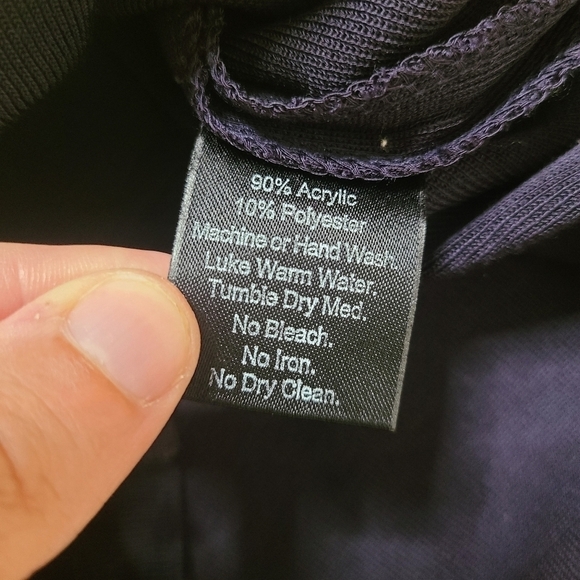 90% Acrylic
10% Polyester
Machine or Hand Wash.
Luke Warm Water.
Tumble Dry Med.
No Bleach.
No Iron.
No Dry Clean.